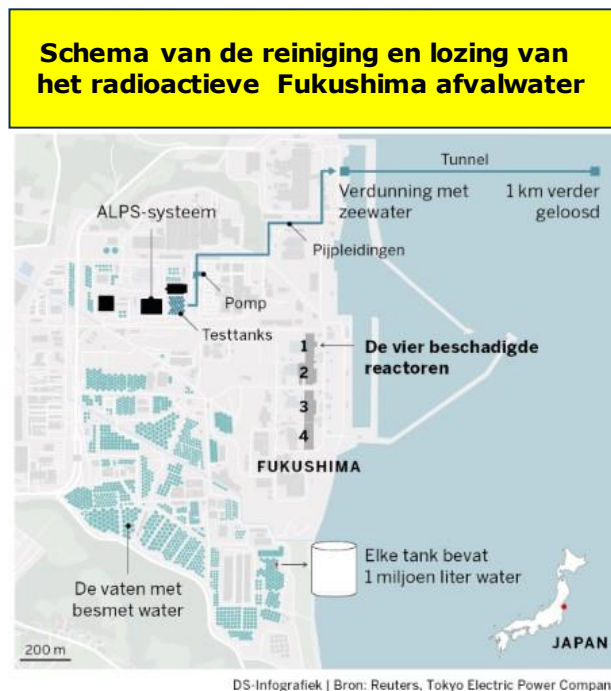 Schema van de reiniging en lozing van
het radioactieve Fukushima afvalwater
Tunnel
Verdunning met
zeewater
1 km verder
geloosd
ALPS-systeem
Pijpleidingen
Pomp
Testtanks
1
2
3
4
De vier beschadigde
reactoren
FUKUSHIMA
Elke tank bevat
1 miljoen liter water
De vaten met
besmet water
200 m
JAPAN
DS-Infografiek | Bron: Reuters, Tokyo Electric Power Compan